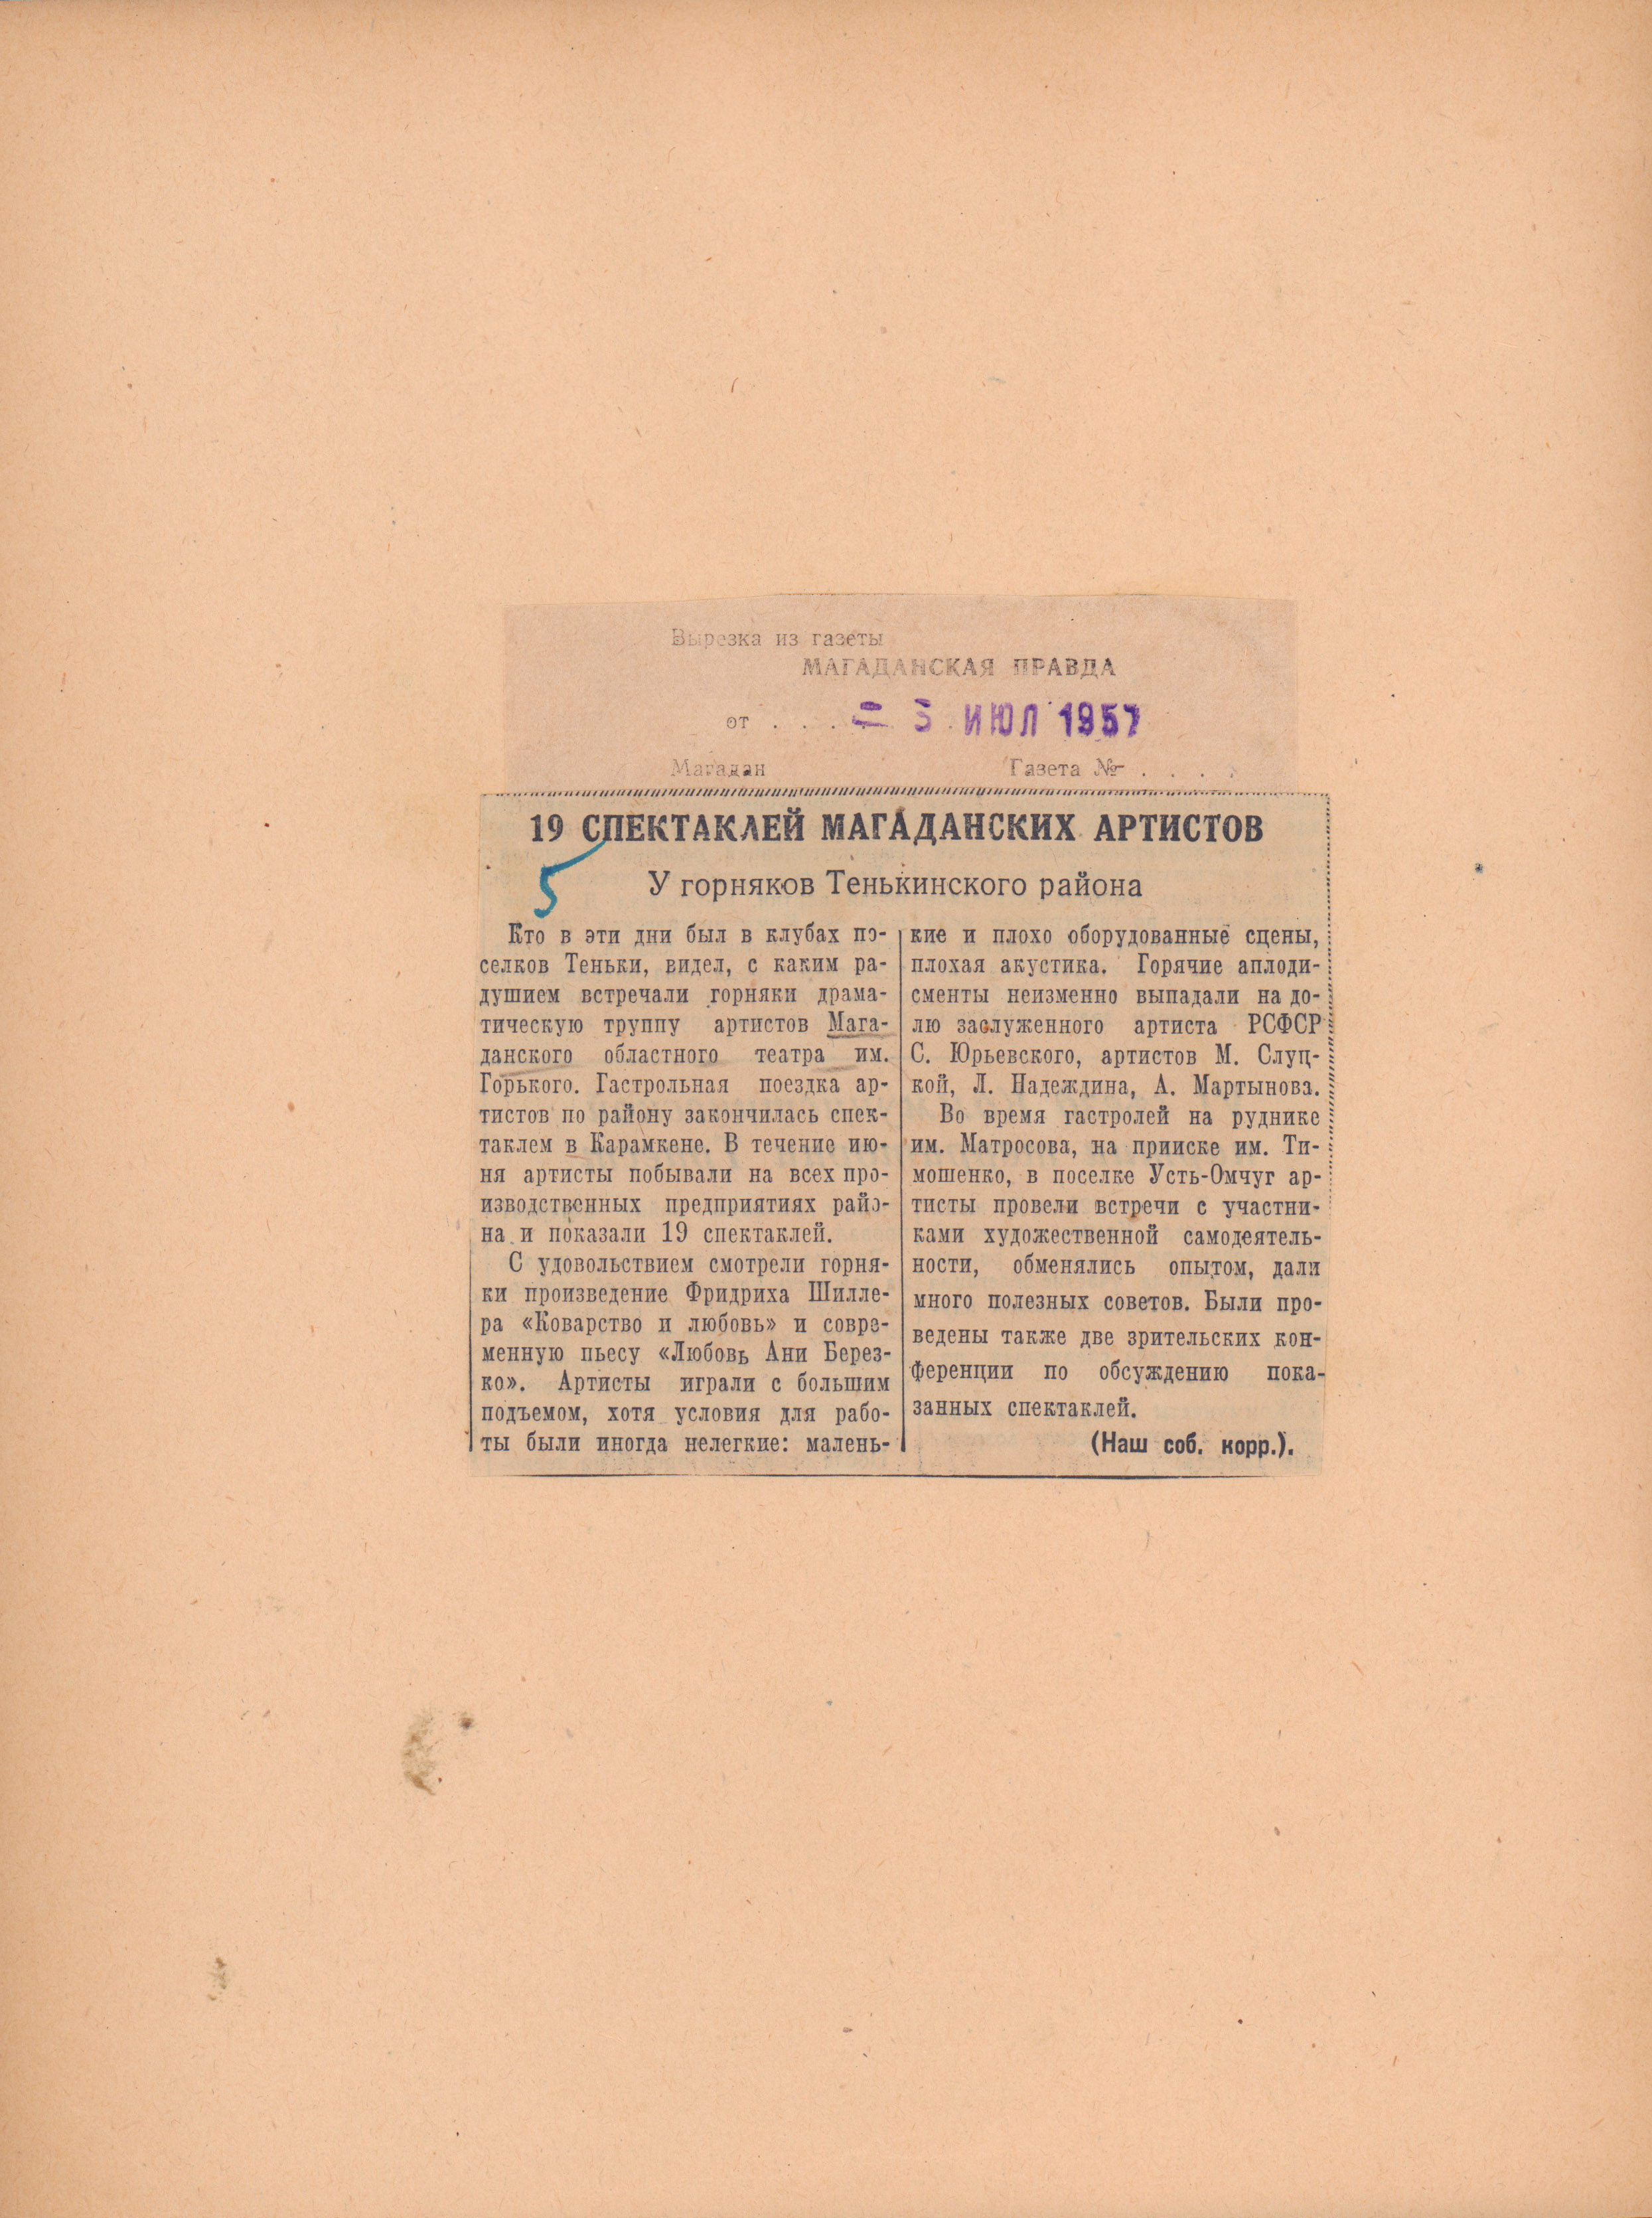 Вырезка из газеты
МАГАДАНСКАЯ ПРАВДА
от . . . . - 5 ИЮЛ 1957
Магадан Газета № . . . .
19 СПЕКТАКЛЕЙ МАГАДАНСКИХ АРТИСТОВ
5
У горняков Тенькинского района
Кто в эти дни был в клубах по-
селков Теньки, видел, с каким ра-
душием встречали горняки драма-
тическую труппу артистов Мага-
данского областного театра им.
Горького. Гастрольная поездка ар-
тистов по району закончилась спек-
таклем в Карамкене. В течение ию-
ня артисты побывали на всех про-
изводственных предприятиях райо-
на и показали 19 спектаклей.
С удовольствием смотрели горня-
ки произведение Фридриха Шилле-
ра «Коварство и любовь» и совре-
менную пьесу «Любовь Ани Берез-
ко». Артисты играли с большим
подъемом, хотя условия для рабо-
ты были иногда нелегкие: малень-
кие и плохо оборудованные сцены,
плохая акустика. Горячие аплоди-
сменты неизменно выпадали на до-
лю заслуженного артиста РСФСР
С. Юрьевского, артистов М. Слуц-
кой, Л. Надеждина, А. Мартынова.
Во время гастролей на руднике
им. Матросова, на прииске им. Ти-
мошенко, в поселке Усть-Омчуг ар-
тисты провели встречи с участни-
ками художественной самодеятель-
ности, обменялись опытом, дали
много полезных советов. Были про-
ведены также две зрительских кон-
ференции по обсуждению пока-
занных спектаклей.
(Наш соб. корр.).